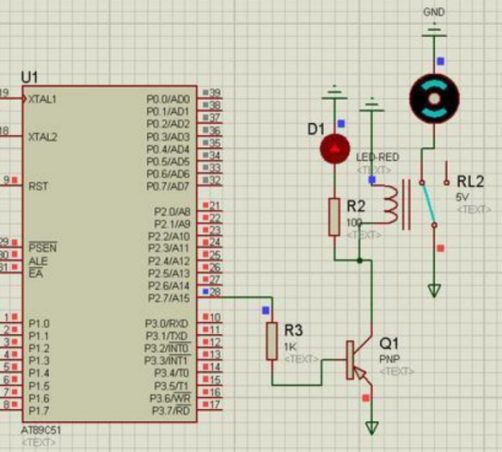 GND
U1
19
XTAL1
18
XTAL2
9
RST
29
PSEN
30
ALE
31
EA
1
P1.0
2
P1.1
3
P1.2
4
P1.3
5
P1.4
6
P1.5
7
P1.6
8
P1.7
P0.0/AD0
39
P0.1/AD1
38
P0.2/AD2
37
P0.3/AD3
36
P0.4/AD4
35
P0.5/AD5
34
P0.6/AD6
33
P0.7/AD7
32
P2.0/A8
21
P2.1/A9
22
P2.2/A10
23
P2.3/A11
24
P2.4/A12
25
P2.5/A13
26
P2.6/A14
27
P2.7/A15
28
P3.0/RXD
10
P3.1/TXD
11
P3.2/INT0
12
P3.3/INT1
13
P3.4/T0
14
P3.5/T1
15
P3.6/WR
16
P3.7/RD
17
AT89C51
<TEXT>
D1
LED-RED
<TEXT>
R2
100
<TEXT>
RL2
5V
<TEXT>
R3
1K
<TEXT>
Q1
PNP
<TEXT>